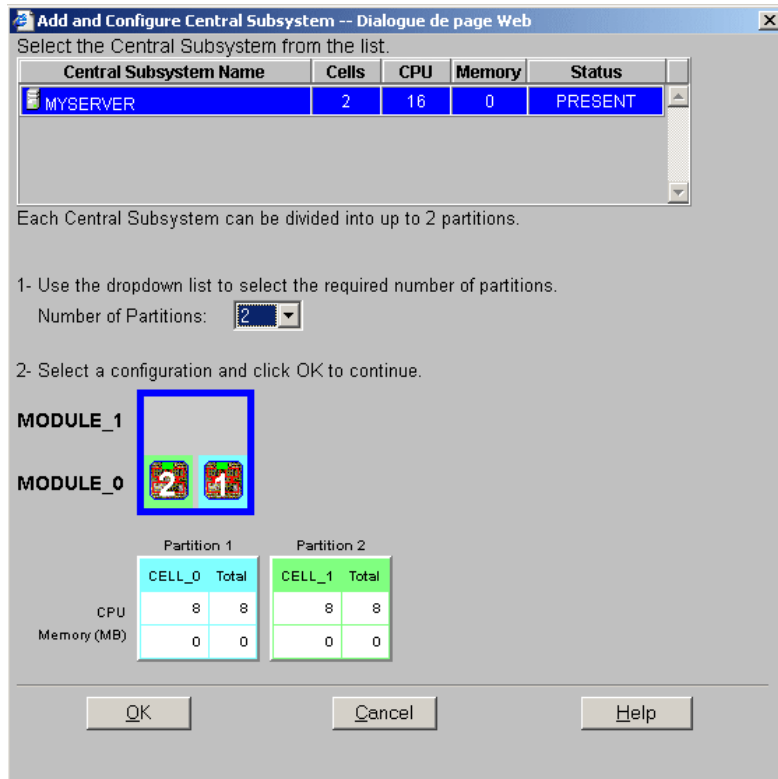 Add and Configure Central Subsystem -- Dialogue de page Web
Select the Central Subsystem from the list.
Central Subsystem Name Cells CPU Memory Status
MYSERVER 2 16 0 PRESENT
Each Central Subsystem can be divided into up to 2 partitions.
1- Use the dropdown list to select the required number of partitions.
Number of Partitions: 2
2- Select a configuration and click OK to continue.
MODULE_1
MODULE_0 2 1
Partition 1 Partition 2
CELL_0 Total CELL_1 Total
CPU 8 8 8 8
Memory (MB) 0 0 0 0
OK Cancel Help